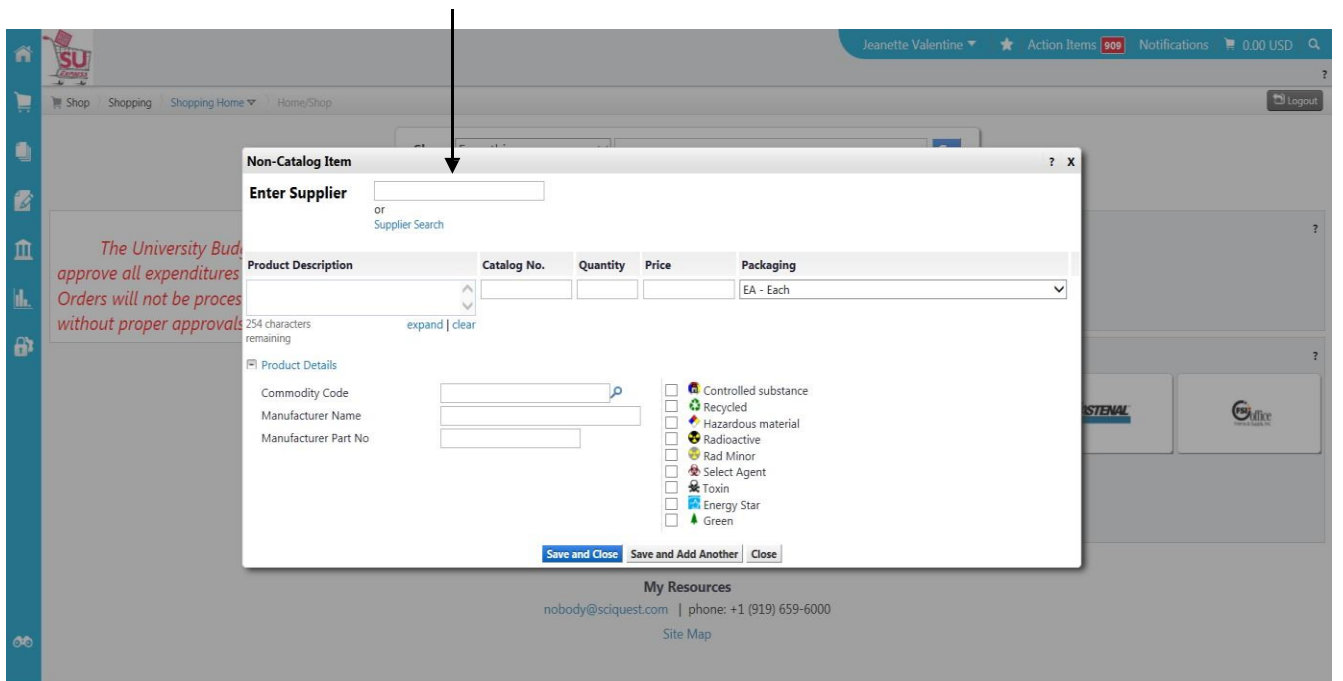 SU
Express
Jeanette Valentine
Action Items 909
Notifications
0.00 USD
?
Shop
Shopping
Shopping Home
Home/Shop
Logout
Non-Catalog Item
? X
Enter Supplier
or
Supplier Search
?
The University Bud
approve all expenditures
Orders will not be proces
without proper approvals
Product Description
Catalog No.
Quantity
Price
Packaging
EA - Each
254 characters
remaining
expand | clear
?
Product Details
Commodity Code
Manufacturer Name
Manufacturer Part No
Controlled substance
Recycled
Hazardous material
Radioactive
Rad Minor
Select Agent
Toxin
Energy Star
Green
STENAL
PSI office
Save and Close
Save and Add Another
Close
My Resources
nobody@sciquest.com | phone: +1 (919) 659-6000
Site Map